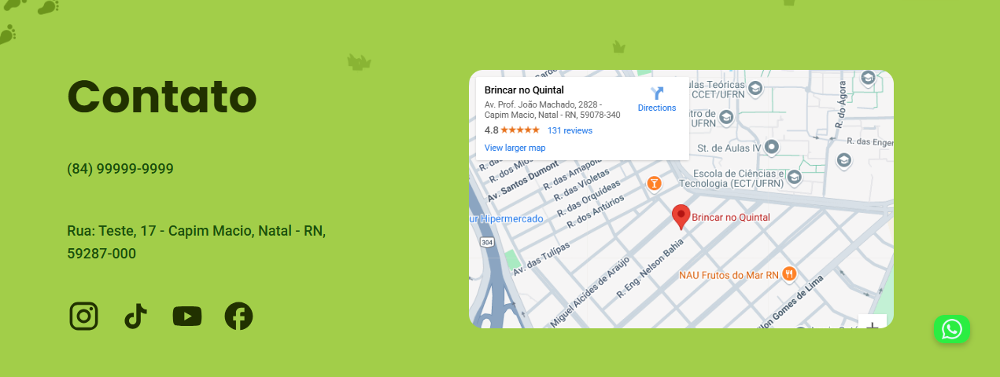 Contato
(84) 99999-9999
Rua: Teste, 17 - Capim Macio, Natal - RN,
59287-000
Brincar no Quintal
Av. Prof. João Machado, 2828 -
Capim Macio, Natal - RN, 59078-340
4.8
131 reviews
View larger map
Directions
ulas Teóricas
CCET/UFRN
tro de
UFRN
R. do Ágora
St. de Aulas IV
R. das Enger
Escola de Ciências e
Tecnologia (ECT/UFRN)
R. dos Mios
Av. Santos Dumont
R. das Amapola
R. das Violetas
R. das Orquídeas
R. dos Antúrios
ur Hipermercado
Brincar no Quintal
304
Av. das Tulipas
NAU Frutos do Mar RN
R. Eng. Nelson Bahia
Miguel Alcides de Araújo
lon Gomes de Lima